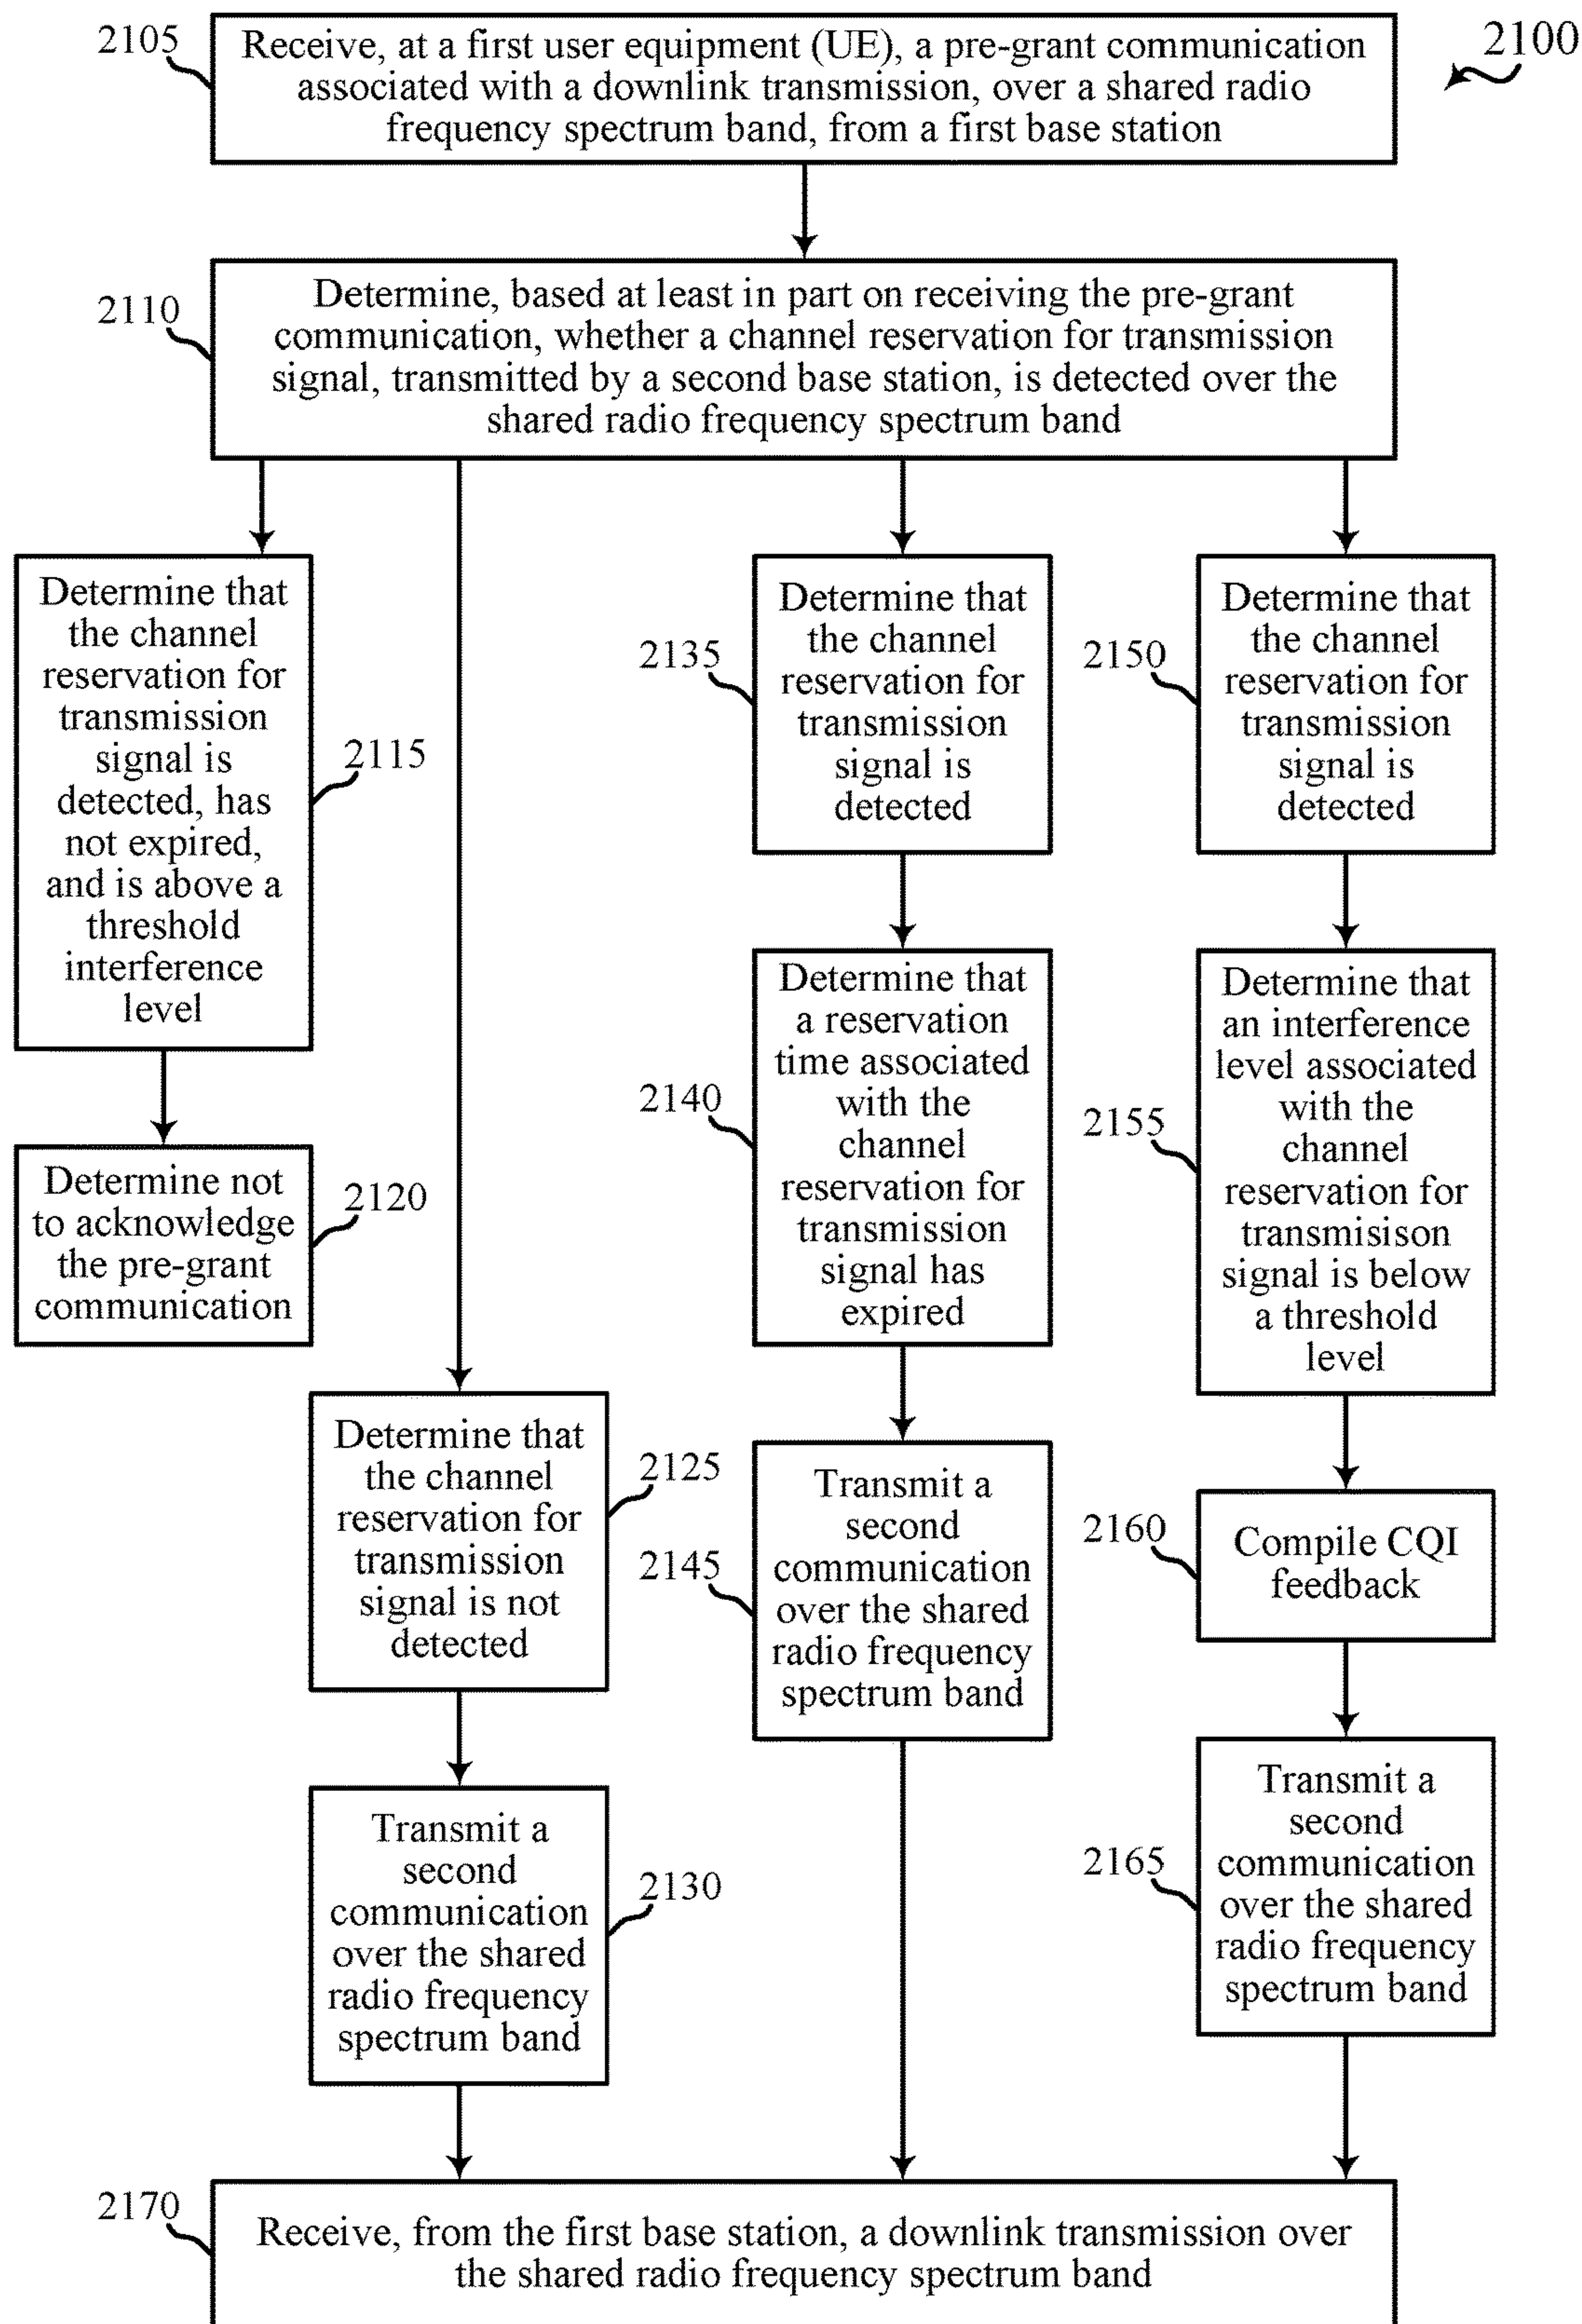 2100
2105
Receive, at a first user equipment (UE), a pre-grant communication
associated with a downlink transmission, over a shared radio
frequency spectrum band, from a first base station
2110
Determine, based at least in part on receiving the pre-grant
communication, whether a channel reservation for transmission
signal, transmitted by a second base station, is detected over the
shared radio frequency spectrum band
Determine that
the channel
reservation for
transmission
signal is
detected, has
not expired,
and is above a
threshold
interference
level
2115
Determine not
to acknowledge
the pre-grant
communication
2120
Determine that
the channel
reservation for
transmission
signal is not
detected
2125
Transmit a
second
communication
over the shared
radio frequency
spectrum band
2130
2135
Determine that
the channel
reservation for
transmission
signal is
detected
2140
Determine that
a reservation
time associated
with the
channel
reservation for
transmission
signal has
expired
2145
Transmit a
second
communication
over the shared
radio frequency
spectrum band
2150
Determine that
the channel
reservation for
transmission
signal is
detected
2155
Determine that
an interference
level associated
with the
channel
reservation for
transmisison
signal is below
a threshold
level
2160
Compile CQI
feedback
2165
Transmit a
second
communication
over the shared
radio frequency
spectrum band
2170
Receive, from the first base station, a downlink transmission over
the shared radio frequency spectrum band